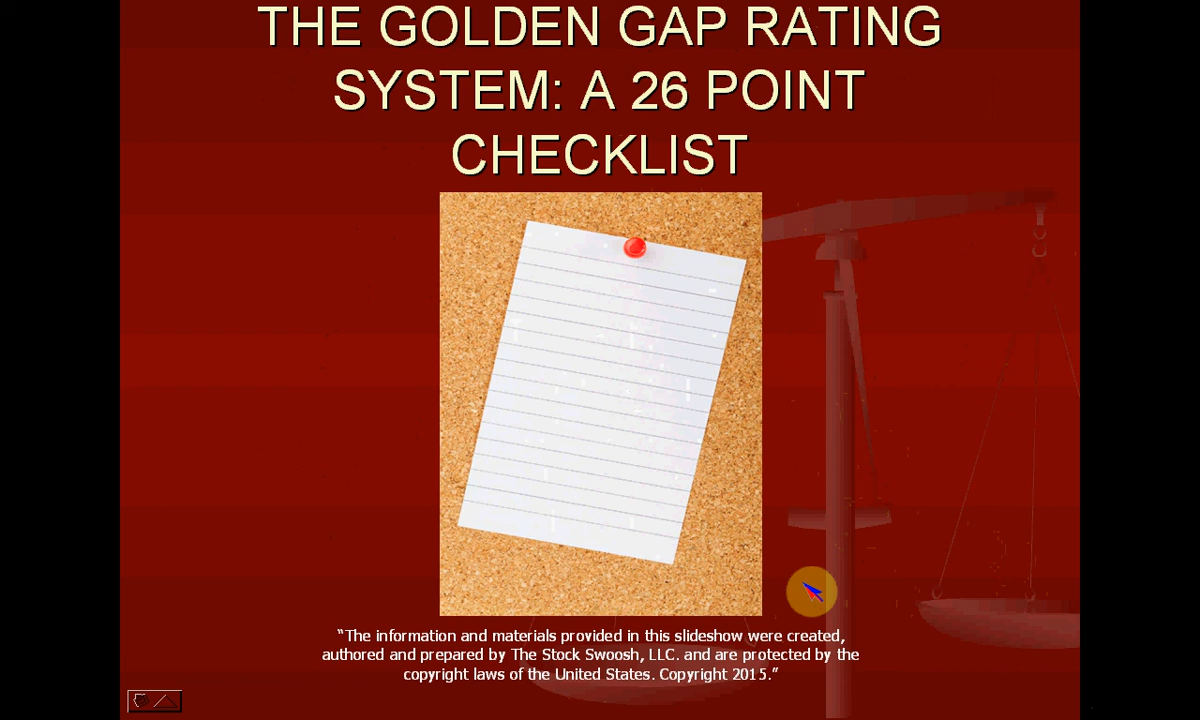 THE GOLDEN GAP RATING
SYSTEM: A 26 POINT
CHECKLIST
“The information and materials provided in this slideshow were created,
authored and prepared by The Stock Swoosh, LLC. and are protected by the
copyright laws of the United States. Copyright 2015.”